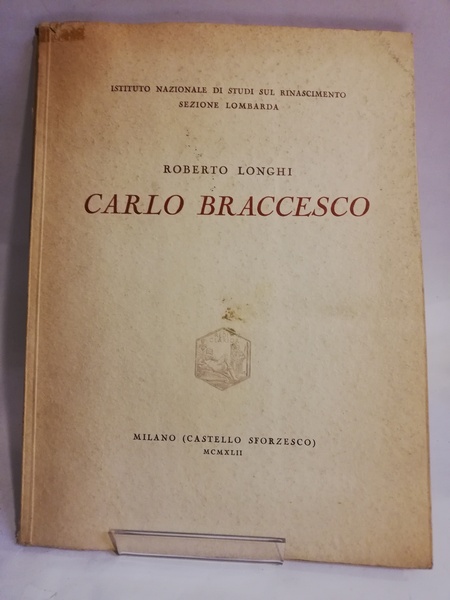 ISTITUTO NAZIONALE DI STUDI SUL RINASCIMENTO
SEZIONE LOMBARDA
ROBERTO LONGHI
CARLO BRACCESCO
MILANO (CASTELLO SFORZESCO)
MCMXLII